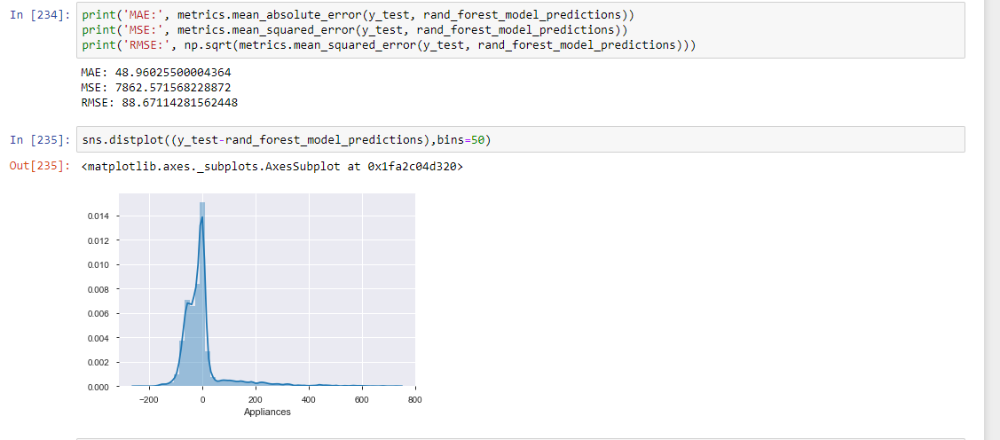 In [234]: print('MAE:', metrics.mean_absolute_error(y_test, rand_forest_model_predictions))
print('MSE:', metrics.mean_squared_error(y_test, rand_forest_model_predictions))
print('RMSE:', np.sqrt(metrics.mean_squared_error(y_test, rand_forest_model_predictions)))
MAE: 48.96025500004364
MSE: 7862.571568228872
RMSE: 88.67114281562448
In [235]: sns.distplot((y_test-rand_forest_model_predictions),bins=50)
Out[235]: <matplotlib.axes._subplots.AxesSubplot at 0x1fa2c04d320>
0.014
0.012
0.010
0.008
0.006
0.004
0.002
0.000
−200 0 200 400 600 800
Appliances